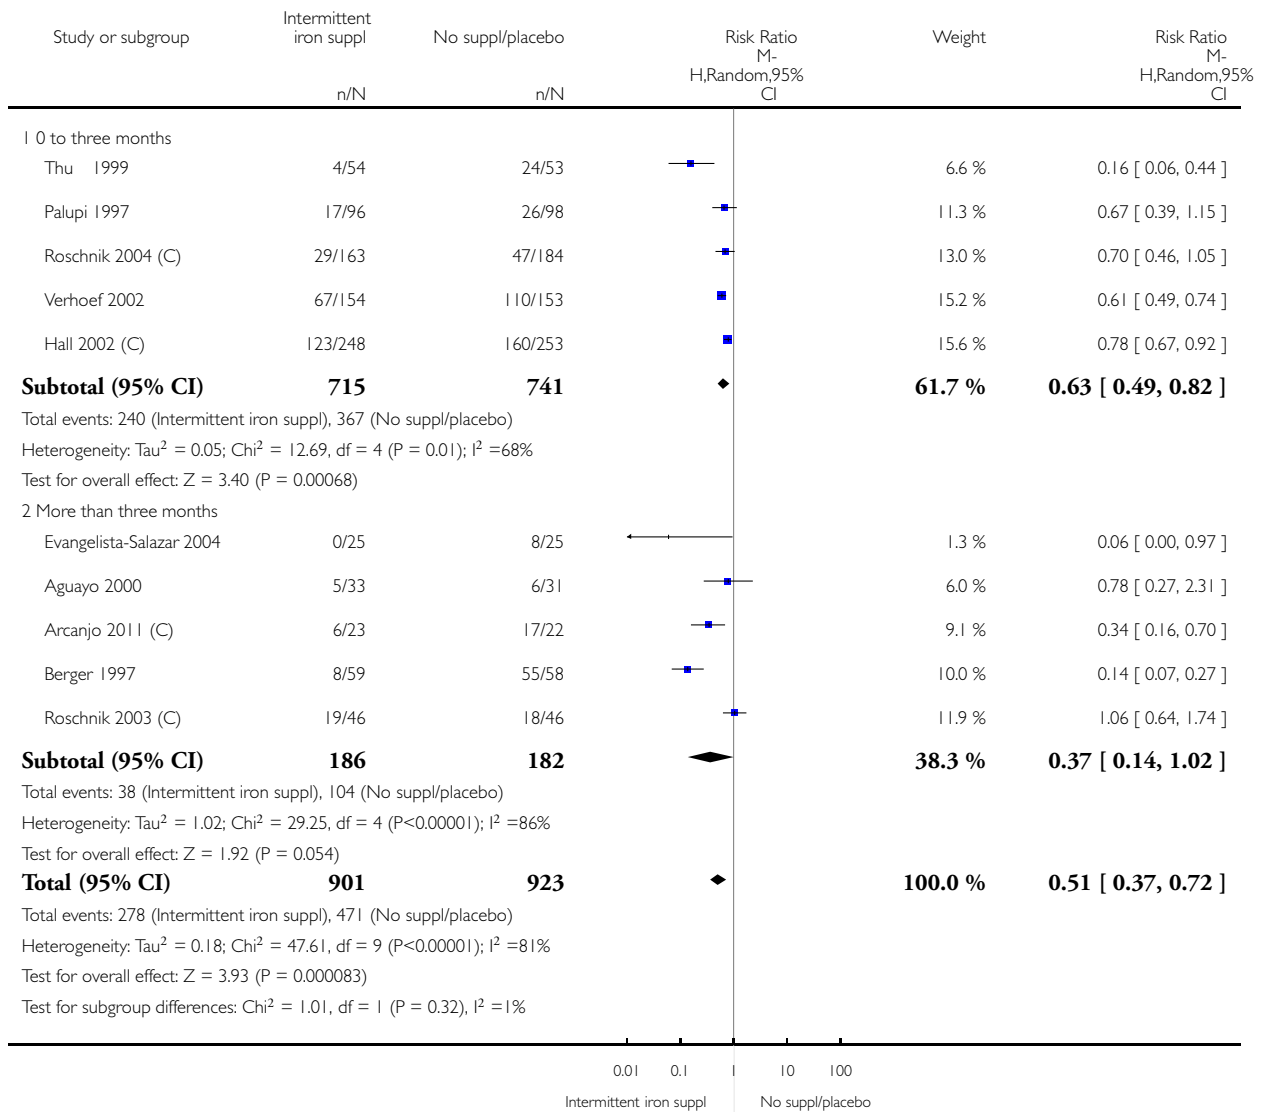 Study or subgroup Intermittent iron suppl No suppl/placebo Risk Ratio Weight Risk Ratio
n/N n/N M-H,Random,95% CI M-H,Random,95% CI
1 0 to three months
Thu 1999 4/54 24/53 6.6 % 0.16 [ 0.06, 0.44 ]
Palupi 1997 17/96 26/98 11.3 % 0.67 [ 0.39, 1.15 ]
Roschnik 2004 (C) 29/163 47/184 13.0 % 0.70 [ 0.46, 1.05 ]
Verhoef 2002 67/154 110/153 15.2 % 0.61 [ 0.49, 0.74 ]
Hall 2002 (C) 123/248 160/253 15.6 % 0.78 [ 0.67, 0.92 ]
Subtotal (95% CI) 715 741 61.7 % 0.63 [ 0.49, 0.82 ]
Total events: 240 (Intermittent iron suppl), 367 (No suppl/placebo)
Heterogeneity: Tau² = 0.05; Chi² = 12.69, df = 4 (P = 0.01); I² =68%
Test for overall effect: Z = 3.40 (P = 0.00068)
2 More than three months
Evangelista-Salazar 2004 0/25 8/25 1.3 % 0.06 [ 0.00, 0.97 ]
Aguayo 2000 5/33 6/31 6.0 % 0.78 [ 0.27, 2.31 ]
Arcanjo 2011 (C) 6/23 17/22 9.1 % 0.34 [ 0.16, 0.70 ]
Berger 1997 8/59 55/58 10.0 % 0.14 [ 0.07, 0.27 ]
Roschnik 2003 (C) 19/46 18/46 11.9 % 1.06 [ 0.64, 1.74 ]
Subtotal (95% CI) 186 182 38.3 % 0.37 [ 0.14, 1.02 ]
Total events: 38 (Intermittent iron suppl), 104 (No suppl/placebo)
Heterogeneity: Tau² = 1.02; Chi² = 29.25, df = 4 (P<0.00001); I² =86%
Test for overall effect: Z = 1.92 (P = 0.054)
Total (95% CI) 901 923 100.0 % 0.51 [ 0.37, 0.72 ]
Total events: 278 (Intermittent iron suppl), 471 (No suppl/placebo)
Heterogeneity: Tau² = 0.18; Chi² = 47.61, df = 9 (P<0.00001); I² =81%
Test for overall effect: Z = 3.93 (P = 0.000083)
Test for subgroup differences: Chi² = 1.01, df = 1 (P = 0.32), I² =1%
0.01 0.1 1 10 100
Intermittent iron suppl No suppl/placebo